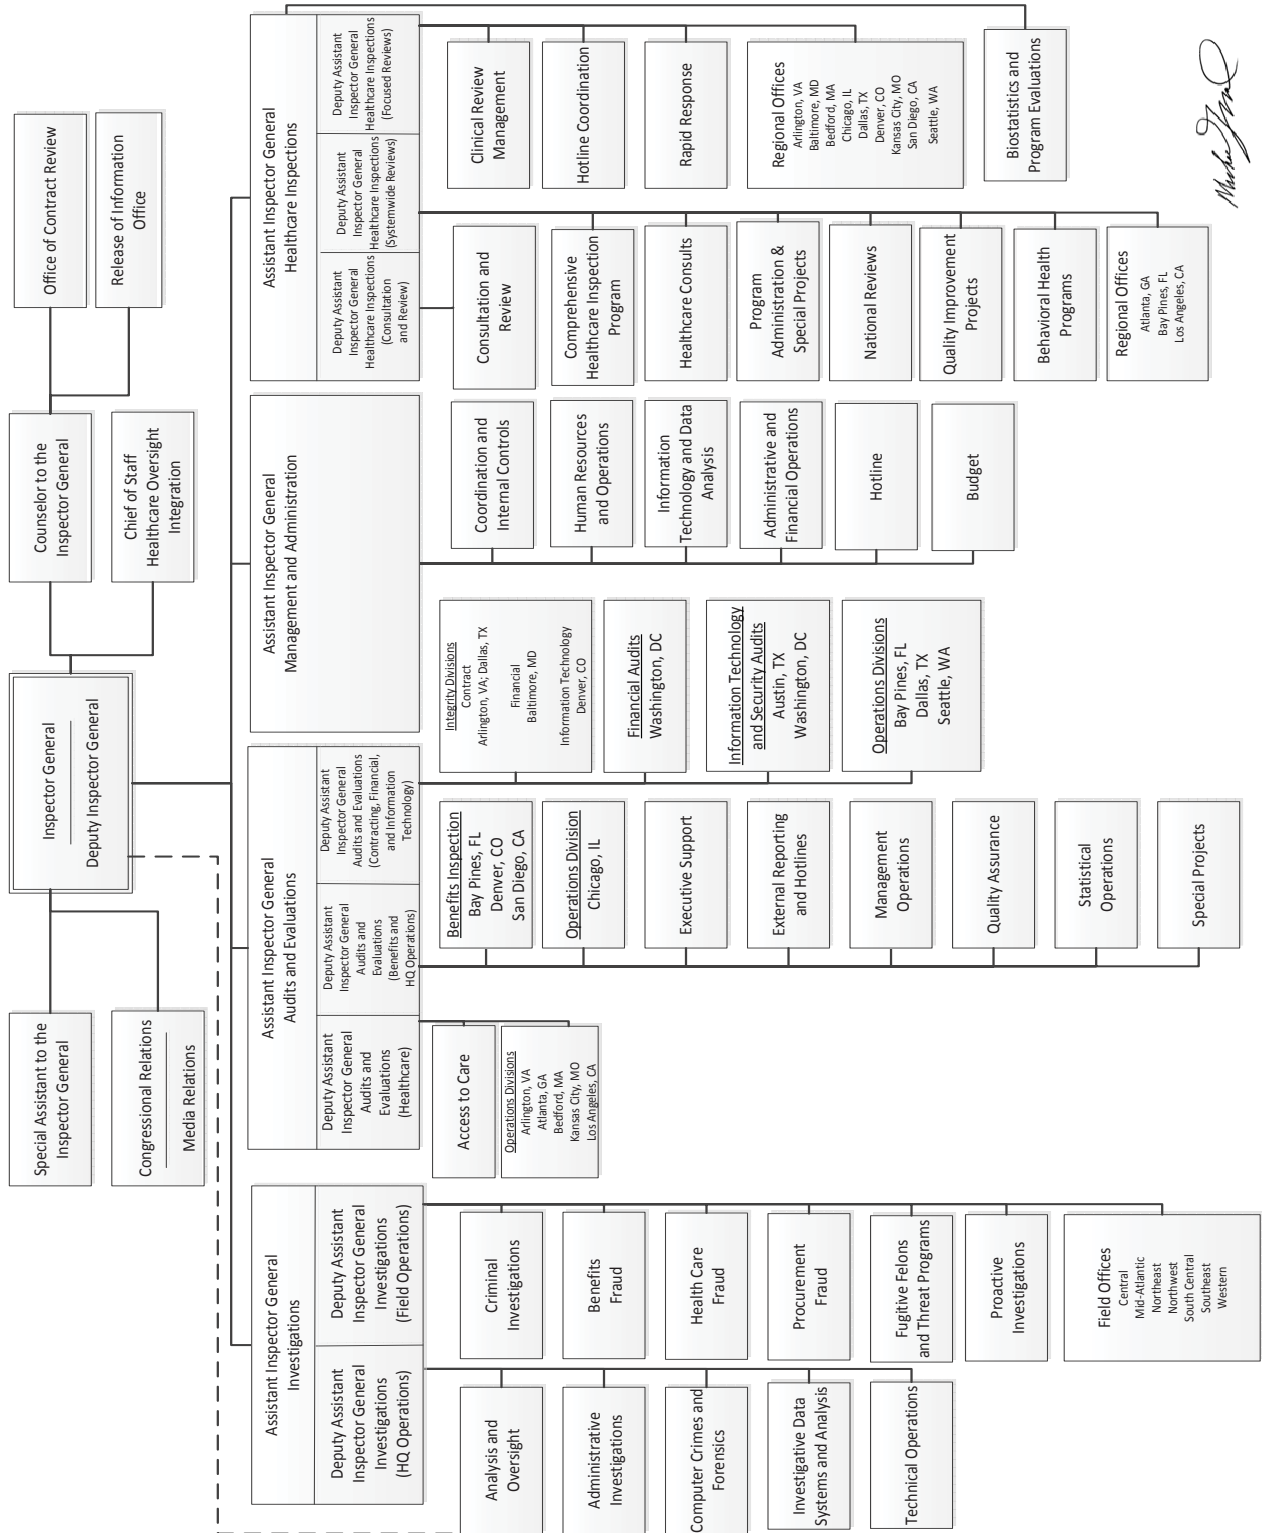 Special Assistant to the
Inspector General
Congressional Relations
Media Relations
Inspector General
Deputy Inspector General
Counselor to the
Inspector General
Chief of Staff
Healthcare Oversight
Integration
Office of Contract Review
Release of Information
Office
Assistant Inspector General
Investigations
Deputy Assistant
Inspector General
Investigations
(HQ Operations)
Deputy Assistant
Inspector General
Investigations
(Field Operations)
Analysis and
Oversight
Administrative
Investigations
Computer Crimes and
Forensics
Investigative Data
Systems and Analysis
Technical Operations
Criminal
Investigations
Benefits
Fraud
Health Care
Fraud
Procurement
Fraud
Fugitive Felons
and Threat Programs
Proactive
Investigations
Field Offices
Central
Mid-Atlantic
Northeast
Northwest
South Central
Southeast
Western
Assistant Inspector General
Audits and Evaluations
Deputy Assistant
Inspector General
Audits and
Evaluations
(Healthcare)
Deputy Assistant
Inspector General
Audits and
Evaluations
(Benefits and
HQ Operations)
Deputy Assistant
Inspector General
Audits and Evaluations
(Contracting, Financial,
and Information
Technology)
Access to Care
Operations Divisions
Arlington, VA
Atlanta, GA
Bedford, MA
Kansas City, MO
Los Angeles, CA
Benefits Inspection
Bay Pines, FL
Denver, CO
San Diego, CA
Operations Division
Chicago, IL
Executive Support
External Reporting
and Hotlines
Management
Operations
Quality Assurance
Statistical
Operations
Special Projects
Integrity Divisions
Contract
Arlington, VA; Dallas, TX
Financial
Baltimore, MD
Information Technology
Denver, CO
Financial Audits
Washington, DC
Information Technology
and Security Audits
Austin, TX
Washington, DC
Operations Divisions
Bay Pines, FL
Dallas, TX
Seattle, WA
Assistant Inspector General
Management and Administration
Coordination and
Internal Controls
Human Resources
and Operations
Information
Technology and Data
Analysis
Administrative and
Financial Operations
Hotline
Budget
Assistant Inspector General
Healthcare Inspections
Deputy Assistant
Inspector General
Healthcare Inspections
(Consultation
and Review)
Deputy Assistant
Inspector General
Healthcare Inspections
(Systemwide Reviews)
Deputy Assistant
Inspector General
Healthcare Inspections
(Focused Reviews)
Consultation and
Review
Comprehensive
Healthcare Inspection
Program
Healthcare Consults
Program
Administration &
Special Projects
National Reviews
Quality Improvement
Projects
Behavioral Health
Programs
Regional Offices
Atlanta, GA
Bay Pines, FL
Los Angeles, CA
Clinical Review
Management
Hotline Coordination
Rapid Response
Regional Offices
Arlington, VA
Baltimore, MD
Bedford, MA
Chicago, IL
Dallas, TX
Denver, CO
Kansas City, MO
San Diego, CA
Seattle, WA
Biostatistics and
Program Evaluations